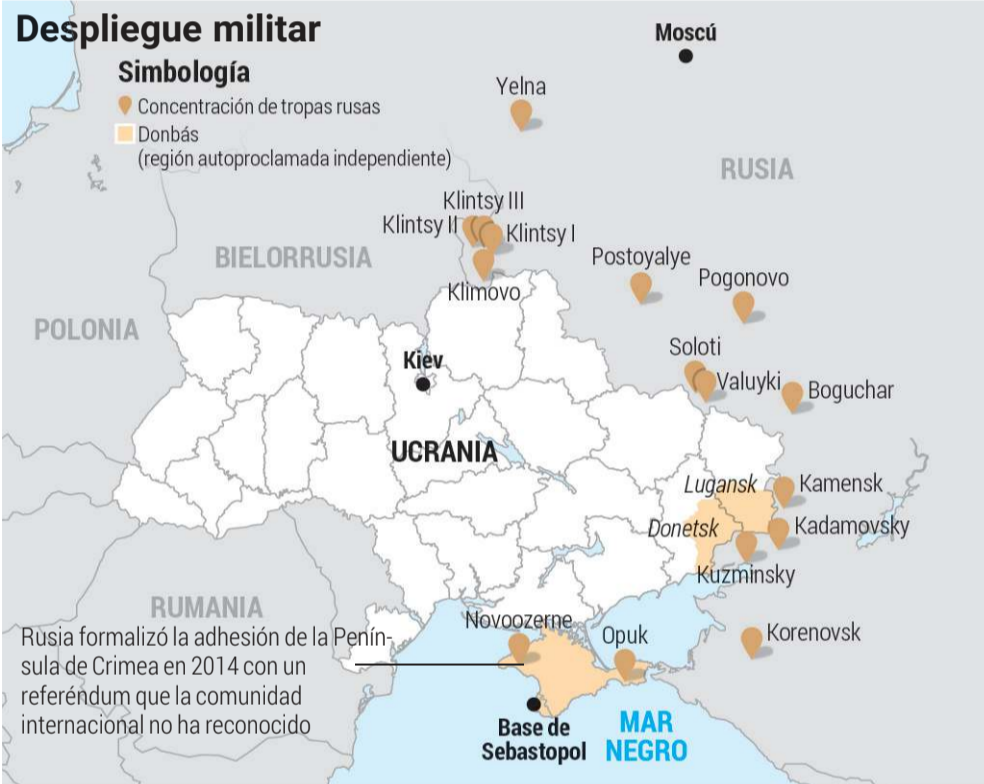 Despliegue militar
Simbología
Concentración de tropas rusas
Donbás
(región autoproclamada independiente)
Moscú
Yelna
RUSIA
Klintsy III
Klintsy II
Klintsy I
BIELORRUSIA
Postoyalye
Pogonovo
Klimovo
POLONIA
Soloti
Kiev
Valuyki
Boguchar
UCRANIA
Lugansk
Kamensk
Donetsk
Kadamovsky
Kuzminsky
RUMANIA
Novoozerne
Opuk
Korenovsk
Rusia formalizó la adhesión de la Penín-
sula de Crimea en 2014 con un
referéndum que la comunidad
internacional no ha reconocido
Base de
Sebastopol
MAR
NEGRO